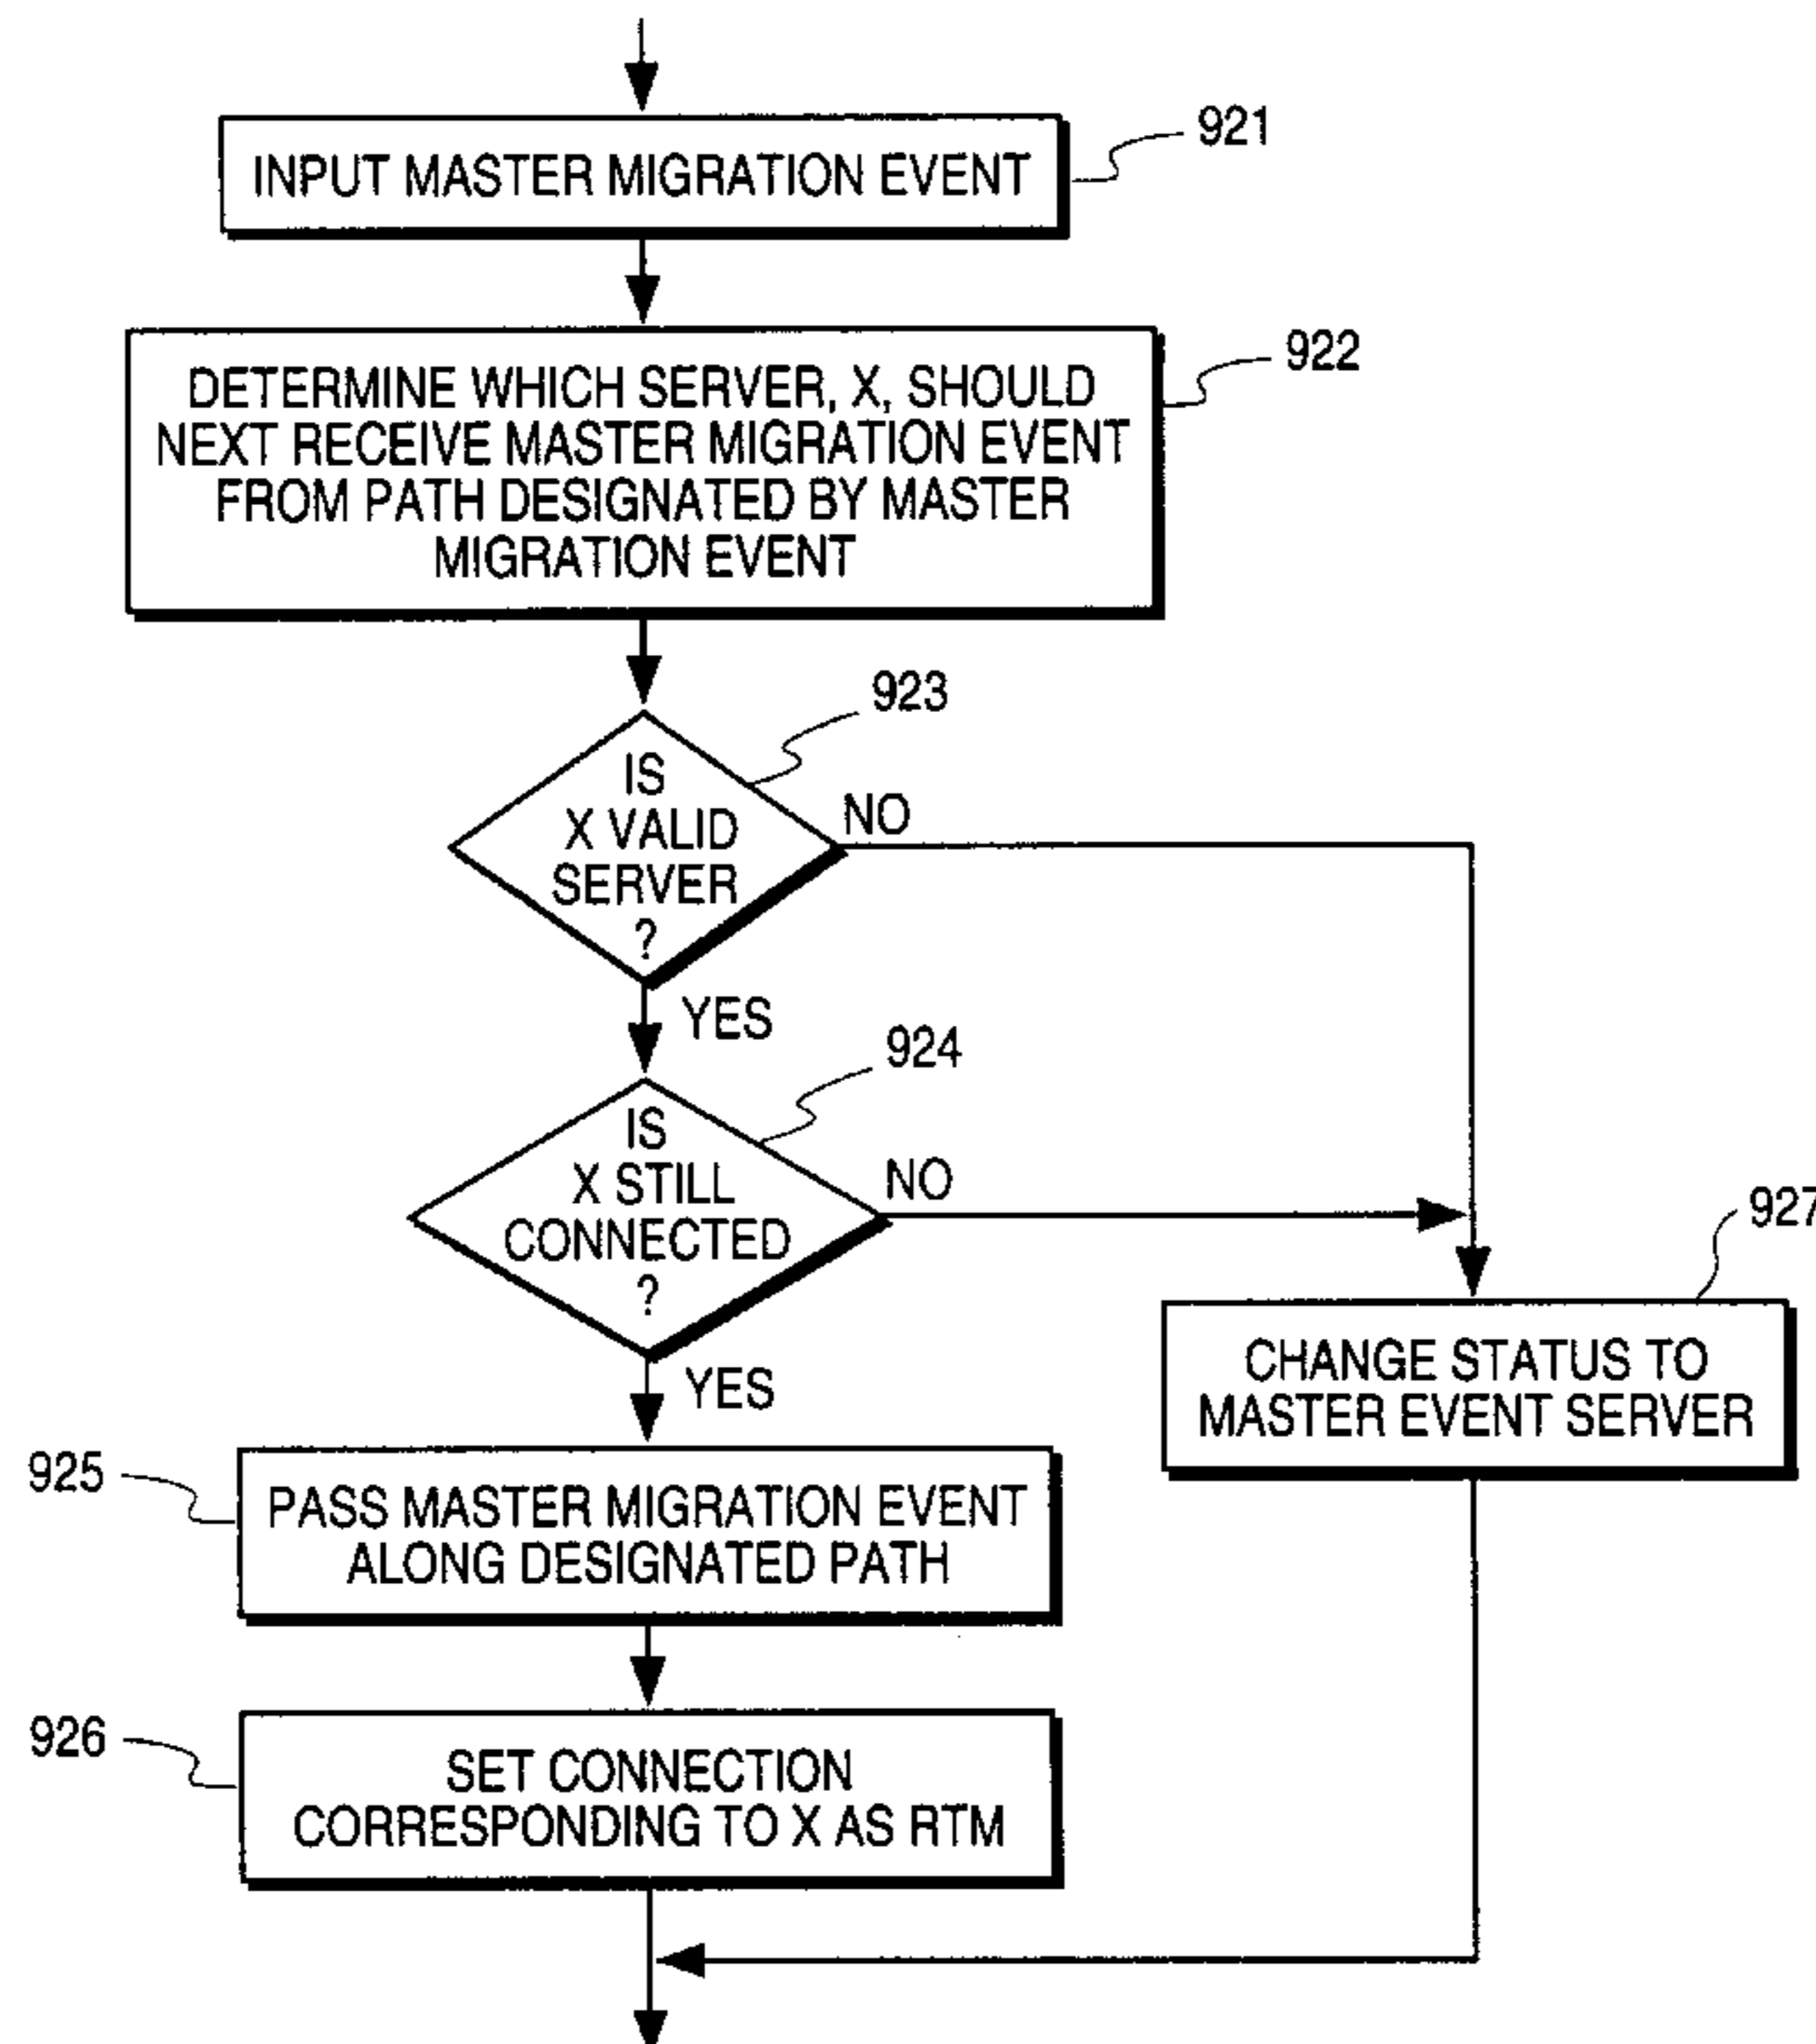 INPUT MASTER MIGRATION EVENT
921
DETERMINE WHICH SERVER, X, SHOULD
NEXT RECEIVE MASTER MIGRATION EVENT
FROM PATH DESIGNATED BY MASTER
MIGRATION EVENT
922
IS
X VALID
SERVER
?
923
NO
YES
IS
X STILL
CONNECTED
?
924
NO
YES
927
CHANGE STATUS TO
MASTER EVENT SERVER
925
PASS MASTER MIGRATION EVENT
ALONG DESIGNATED PATH
926
SET CONNECTION
CORRESPONDING TO X AS RTM